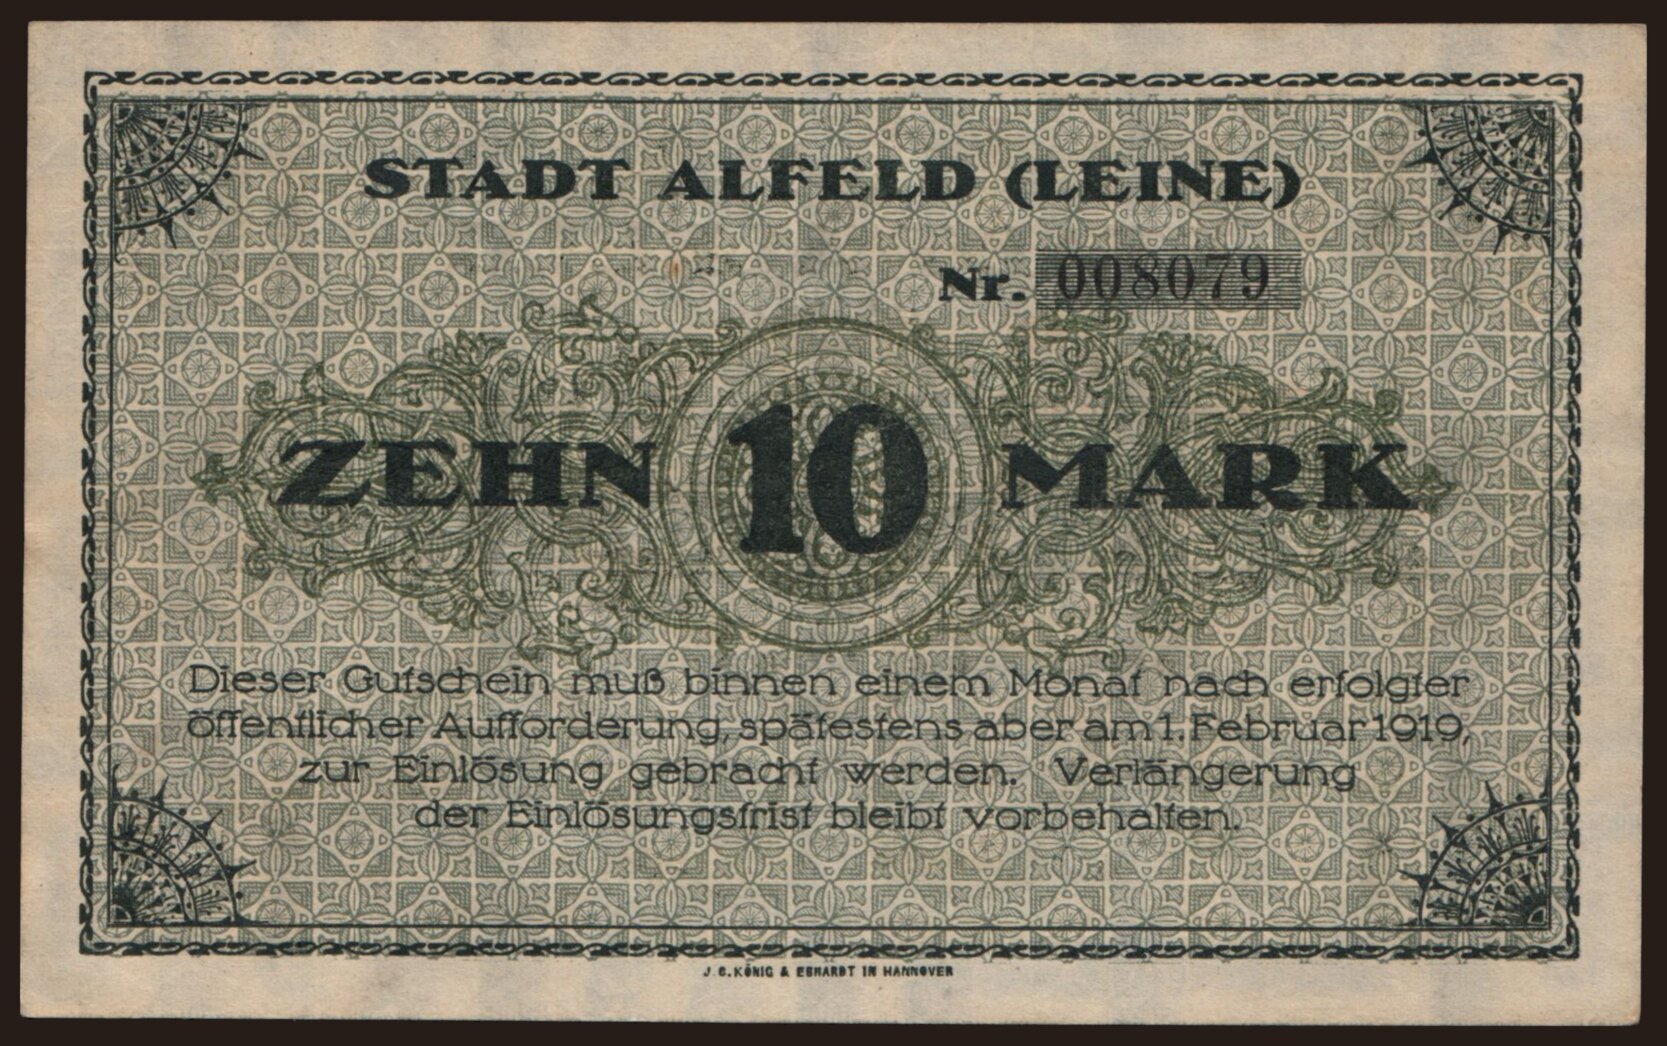 STADT ALFELD (LEINE)
Nr. 008079
ZEHN 10 MARK
Dieser Gutschein muß binnen einem Monat nach erfolgter
öffentlicher Aufforderung, spätestens aber am 1. Februar 1919,
zur Einlösung gebracht werden. Verlängerung
der Einlösungsfrist bleibt vorbehalten.
J. C. KÖNIG & EBHARDT IN HANNOVER